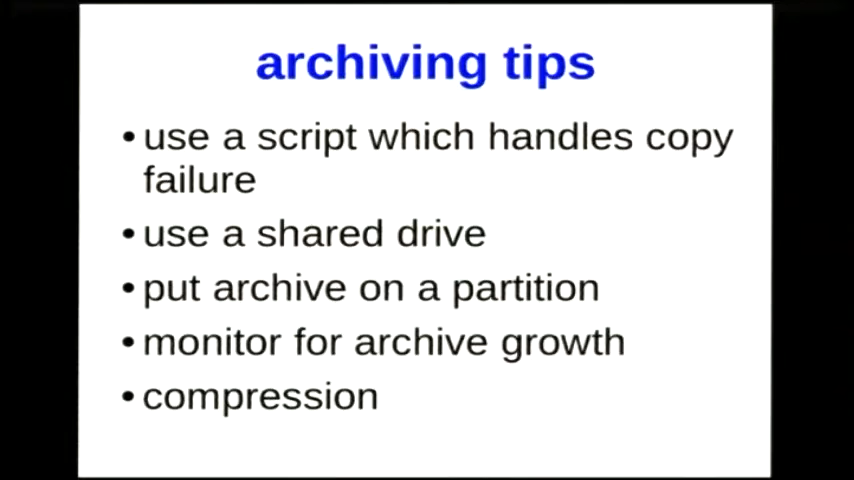 archiving tips
• use a script which handles copy
failure
• use a shared drive
• put archive on a partition
• monitor for archive growth
• compression